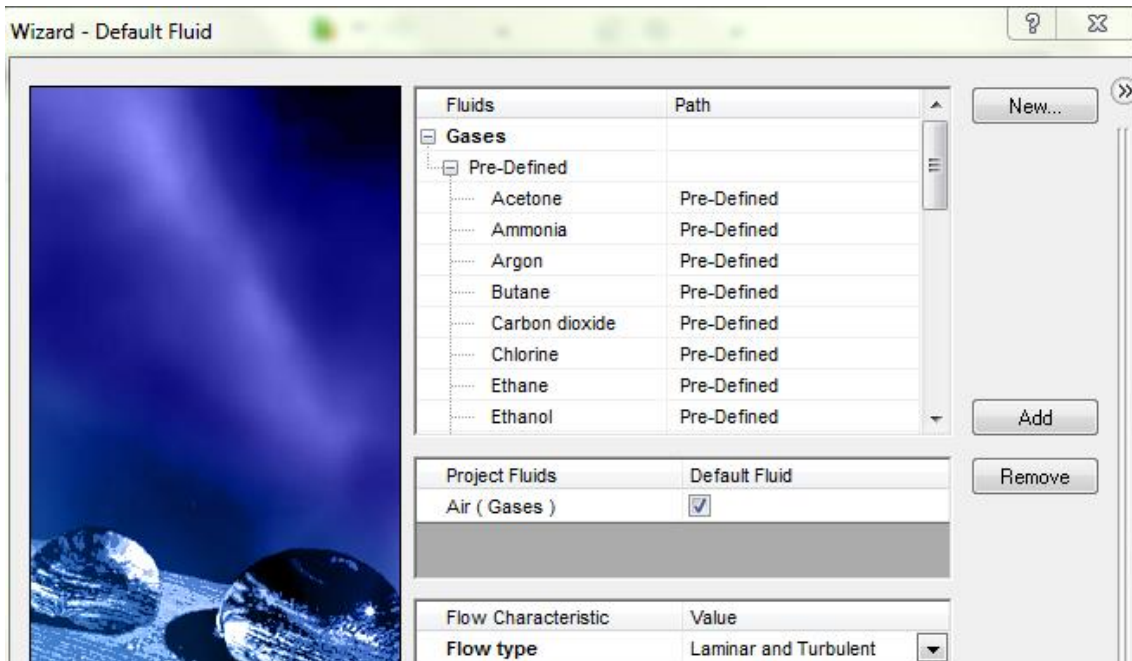 Wizard - Default Fluid
Fluids Path
New...
Gases
Pre-Defined
Acetone Pre-Defined
Ammonia Pre-Defined
Argon Pre-Defined
Butane Pre-Defined
Carbon dioxide Pre-Defined
Chlorine Pre-Defined
Ethane Pre-Defined
Ethanol Pre-Defined
Add
Project Fluids Default Fluid
Remove
Air ( Gases )
Flow Characteristic Value
Flow type Laminar and Turbulent